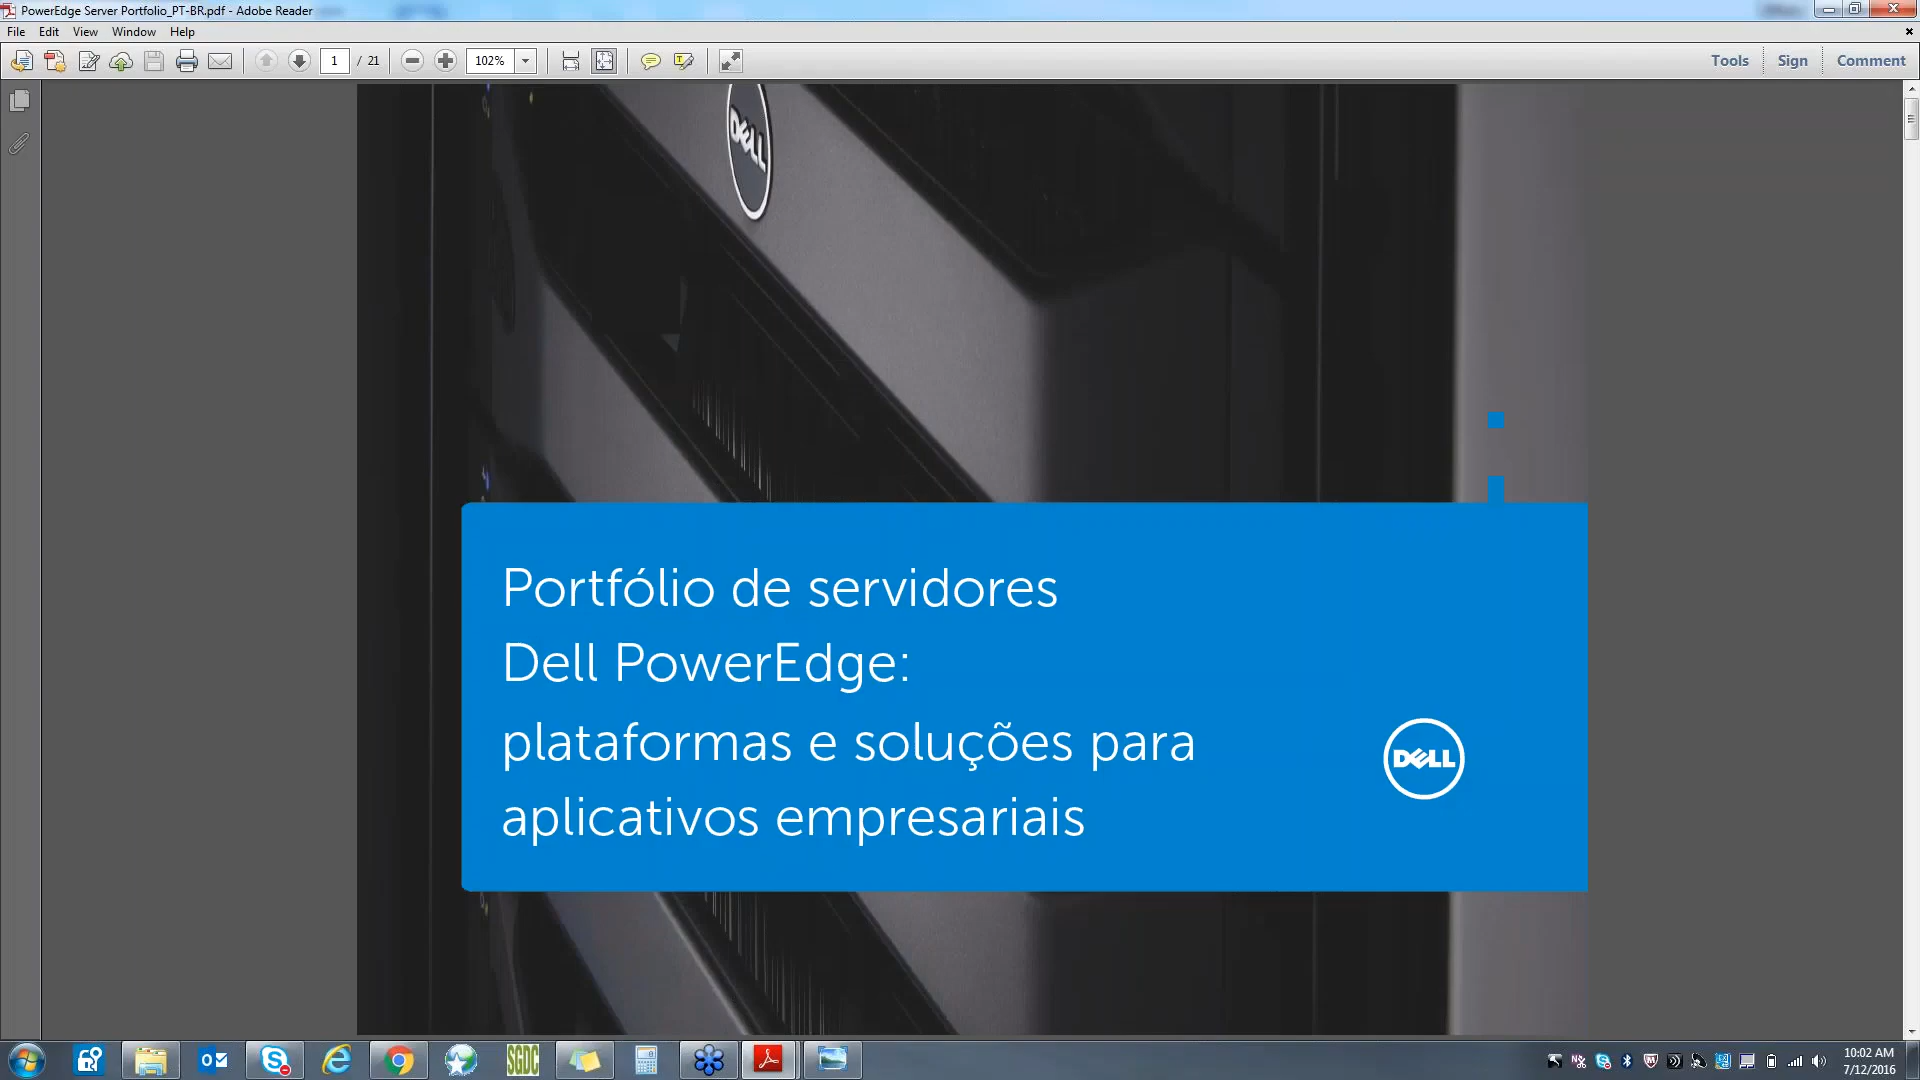 PowerEdge Server Portfolio_PT-BR.pdf - Adobe Reader
File Edit View Window Help
1 / 21 102% Tools Sign Comment
DELL
Portfólio de servidores
Dell PowerEdge:
plataformas e soluções para
DELL
aplicativos empresariais
SGDC
10:02 AM
7/12/2016